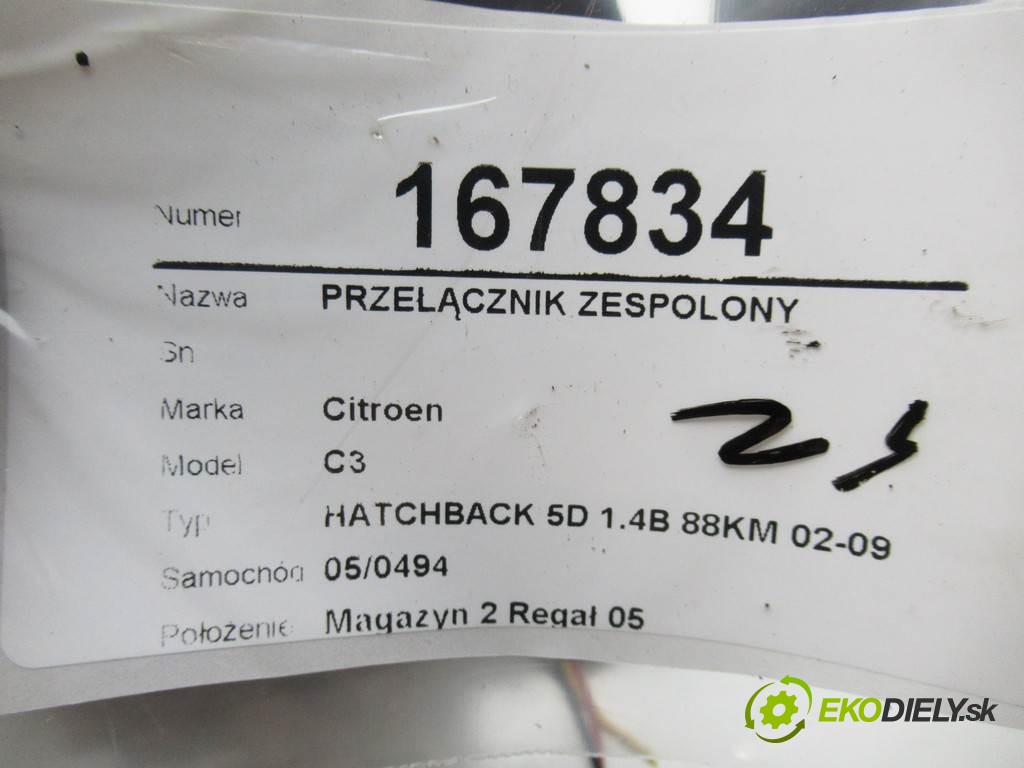 Numer 167834
Nazwa PRZEŁĄCZNIK ZESPOLONY
Sn
Marka Citroen
Model C3
Typ HATCHBACK 5D 1.4B 88KM 02-09
Samochód 05/0494
Położenie Magazyn 2 Regał 05
EKODIELY.sk